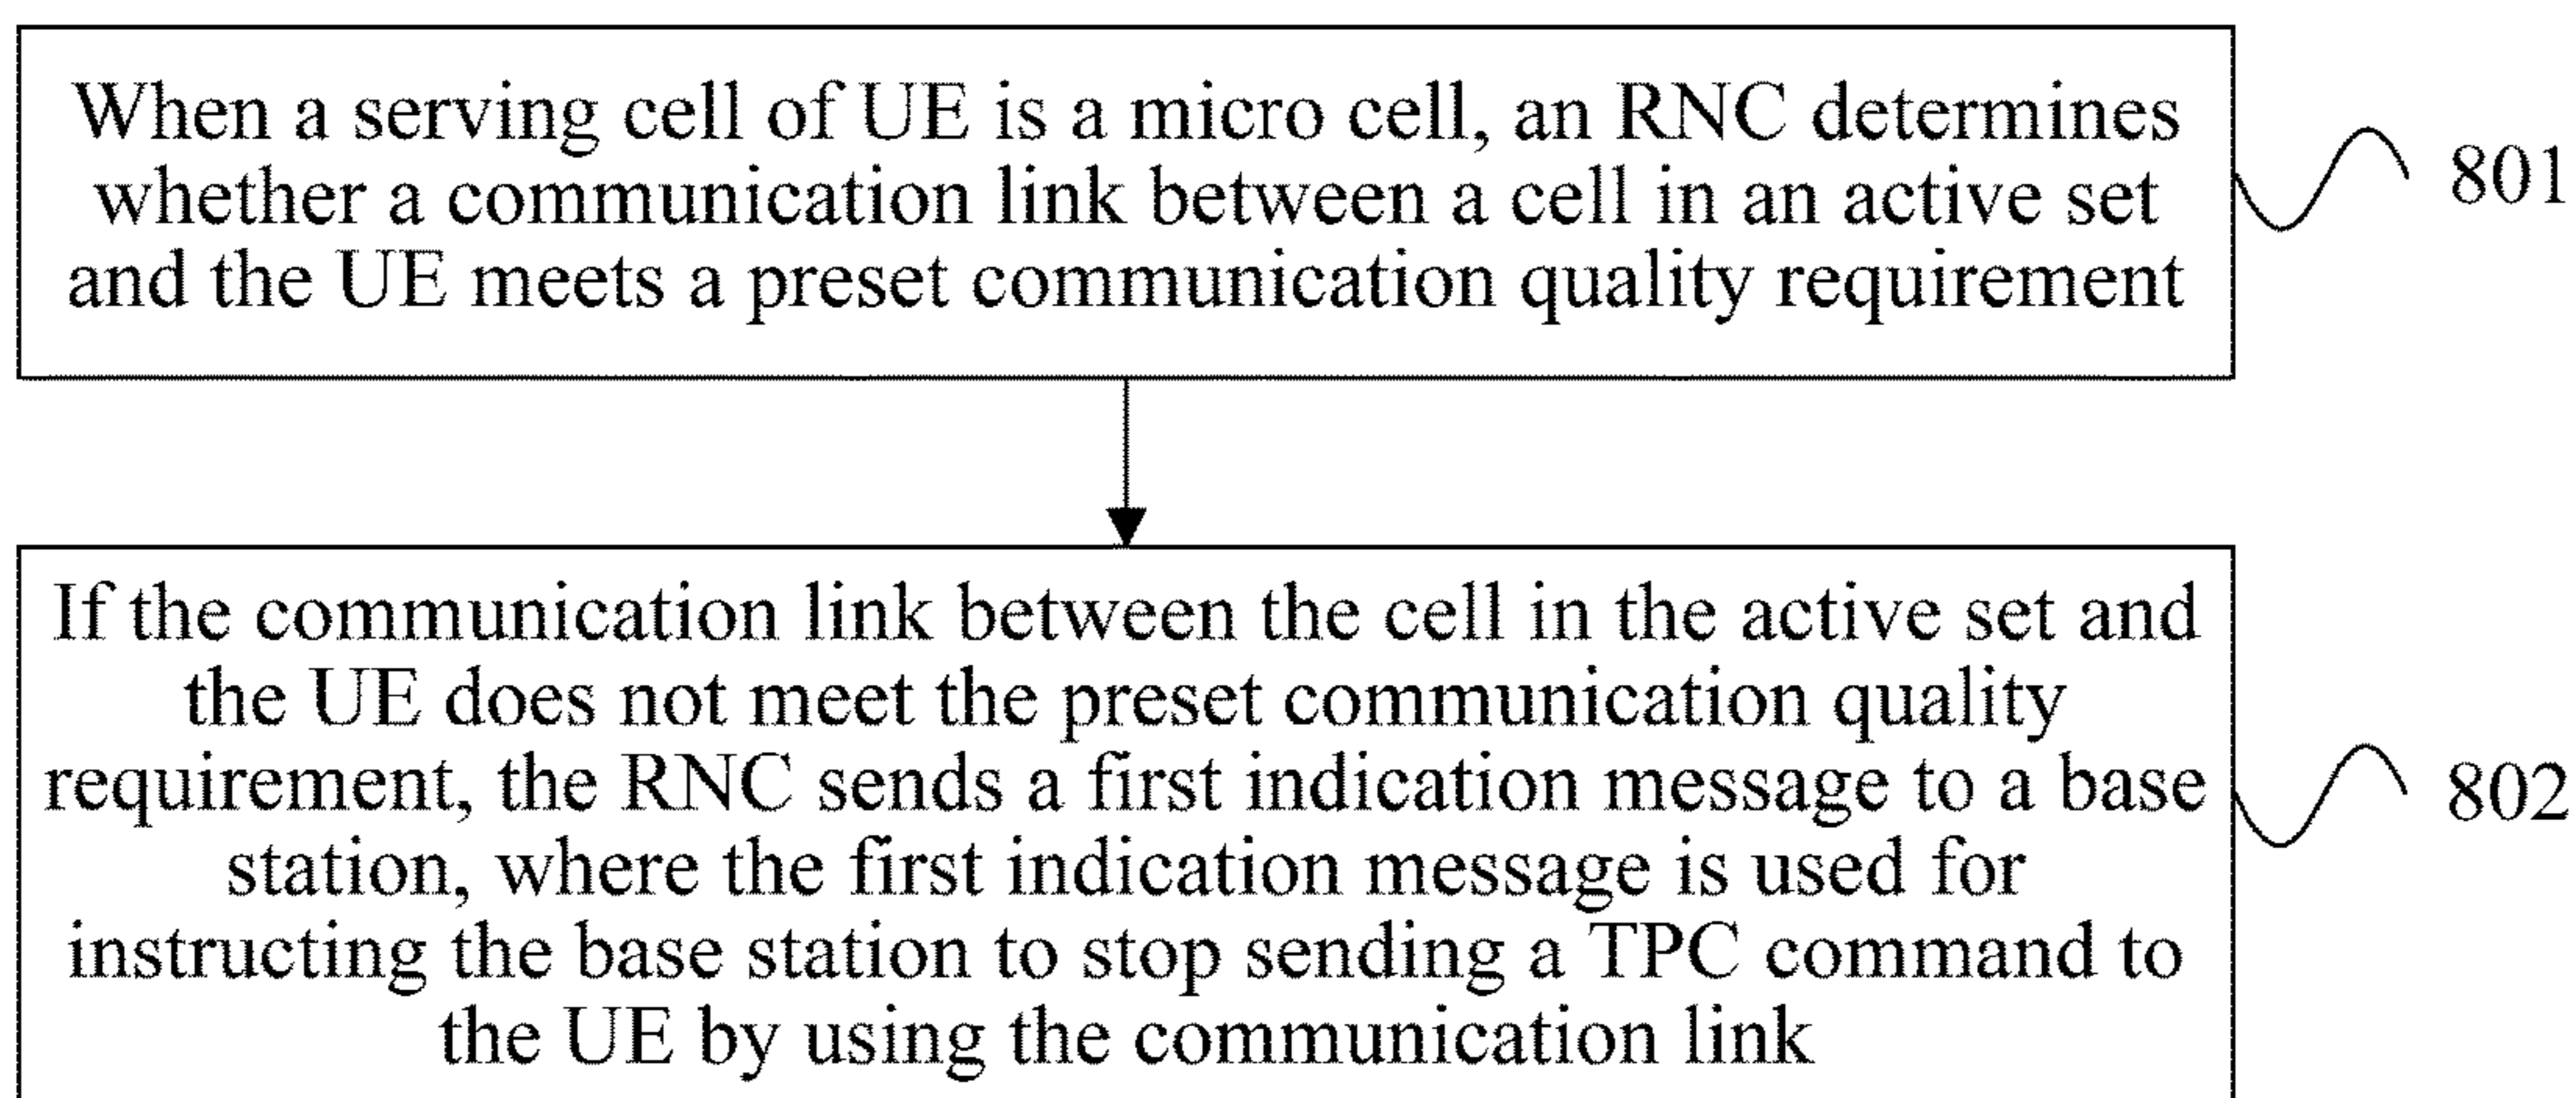 When a serving cell of UE is a micro cell, an RNC determines
whether a communication link between a cell in an active set
and the UE meets a preset communication quality requirement
801
If the communication link between the cell in the active set and
the UE does not meet the preset communication quality
requirement, the RNC sends a first indication message to a base
station, where the first indication message is used for
instructing the base station to stop sending a TPC command to
the UE by using the communication link
802